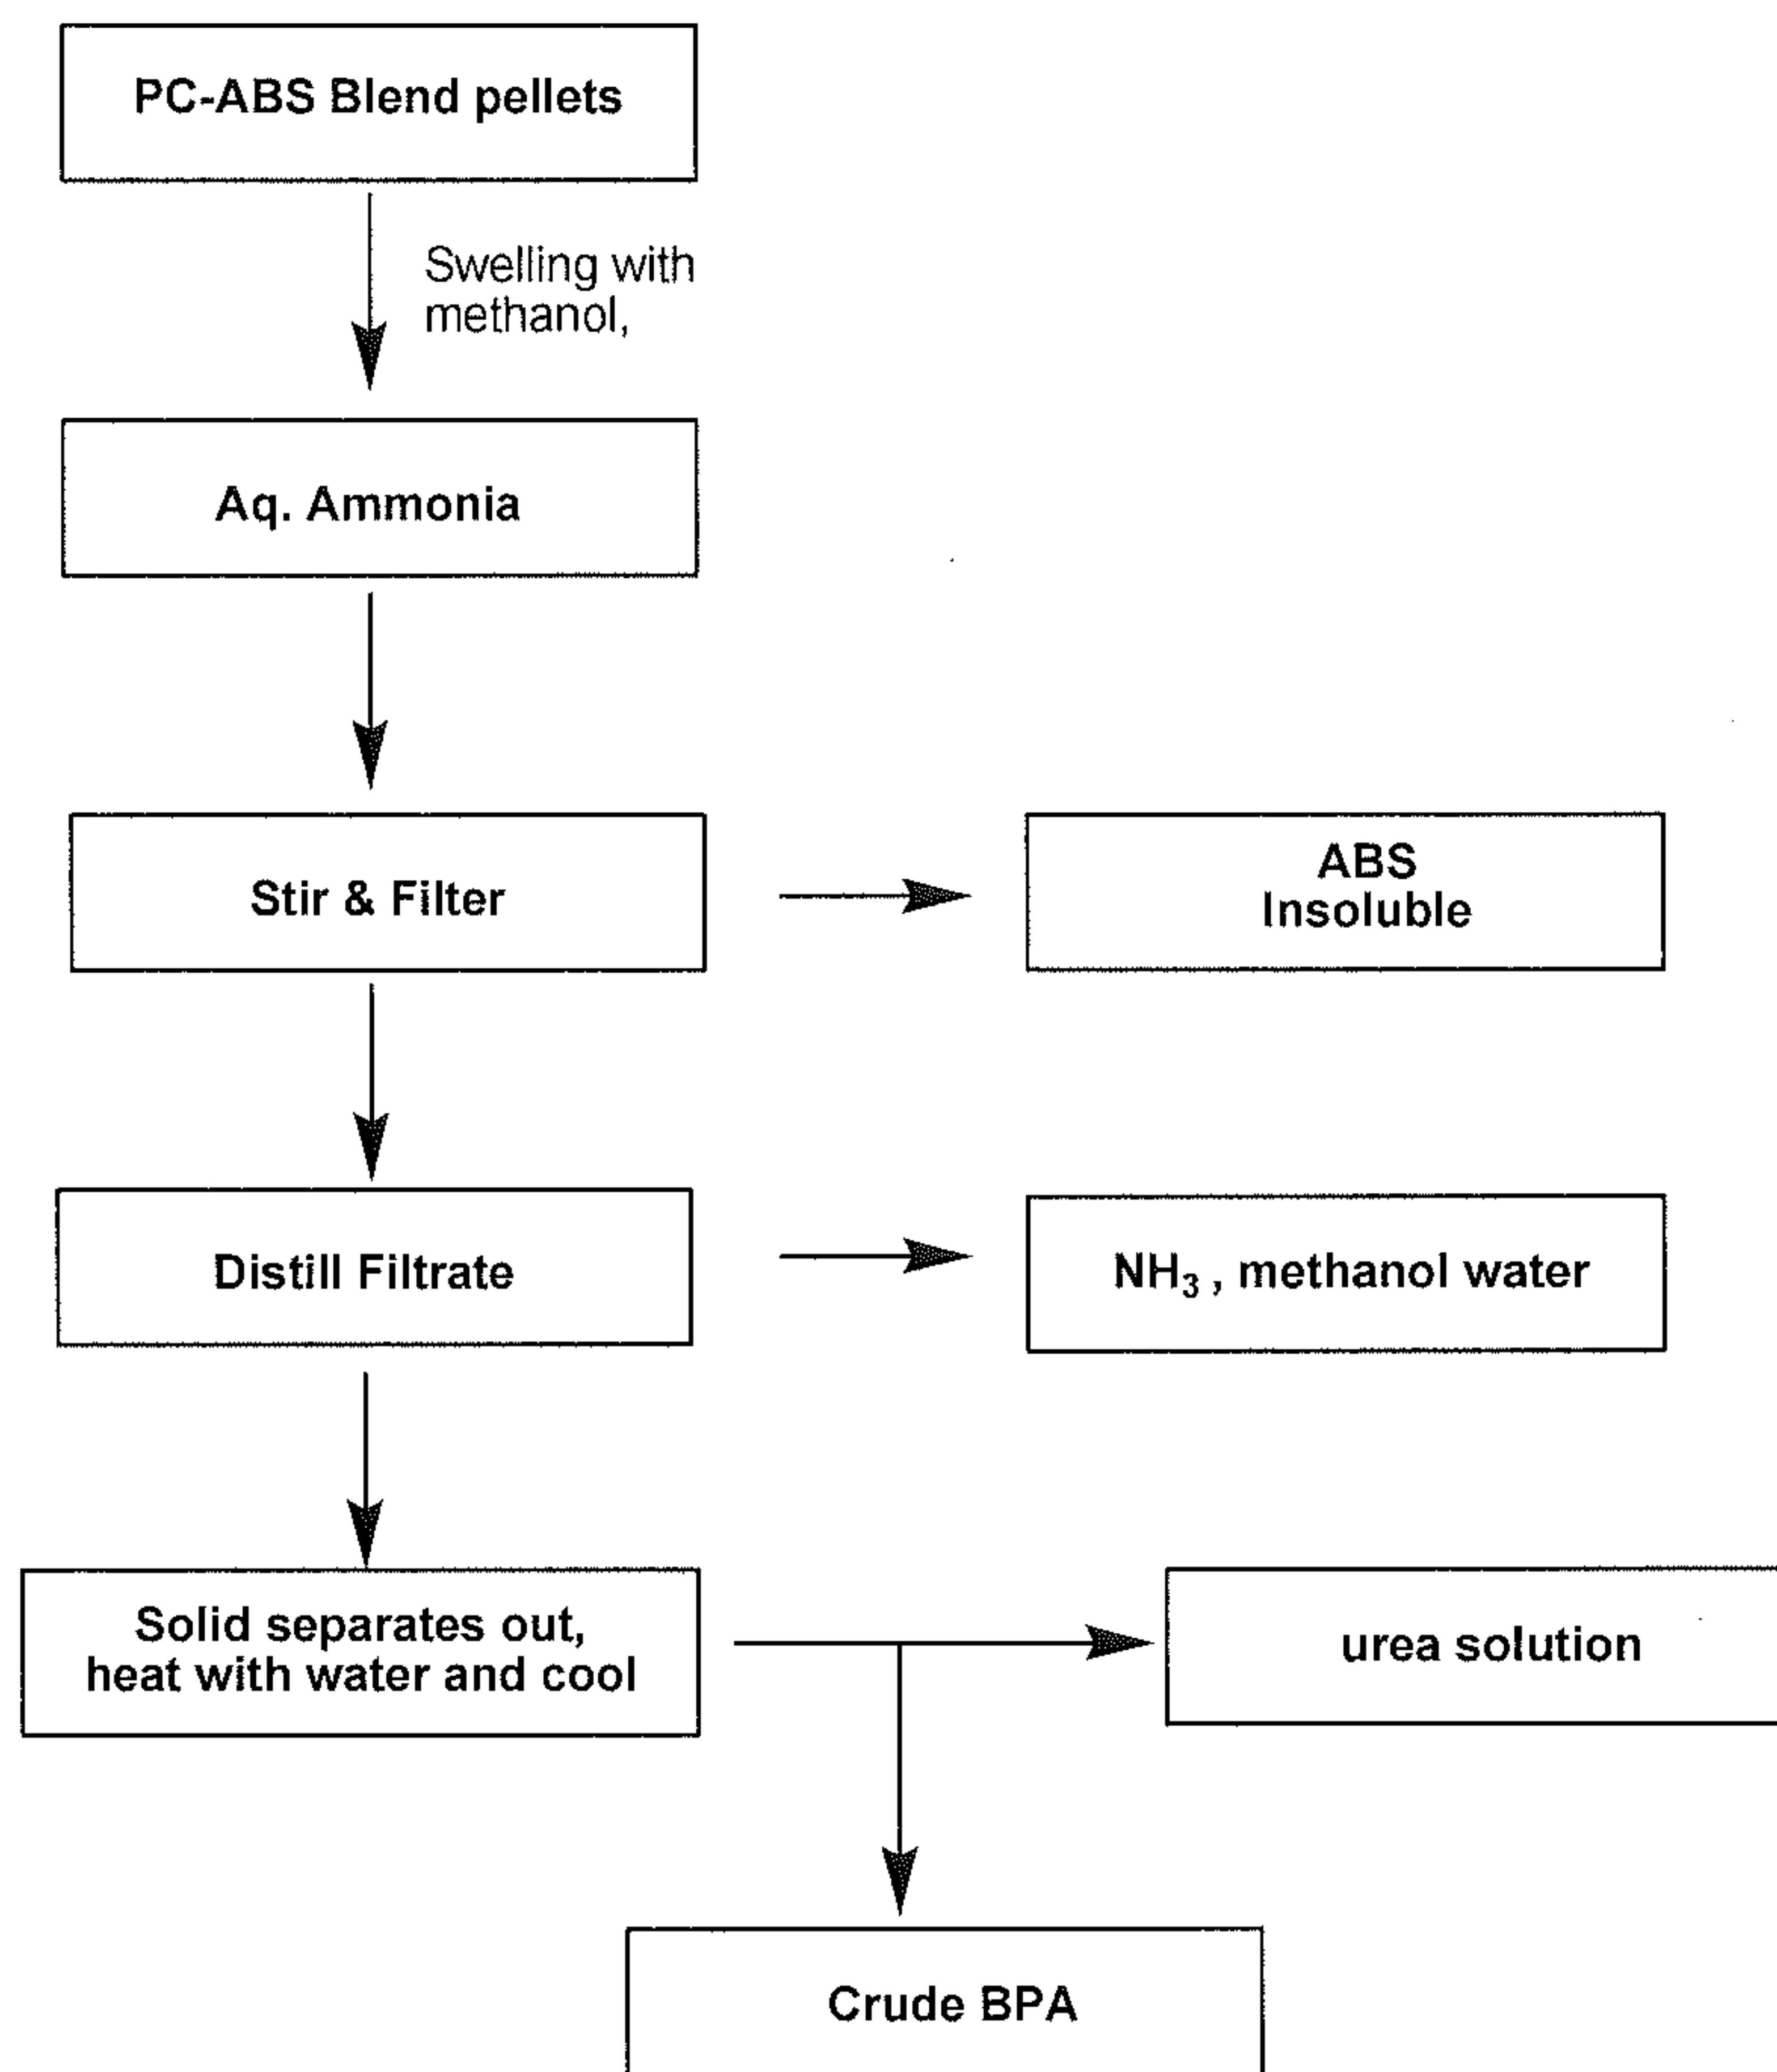 PC-ABS Blend pellets
Swelling with
methanol,
Aq. Ammonia
Stir & Filter
ABS
Insoluble
Distill Filtrate
NH₃ , methanol water
Solid separates out,
heat with water and cool
urea solution
Crude BPA